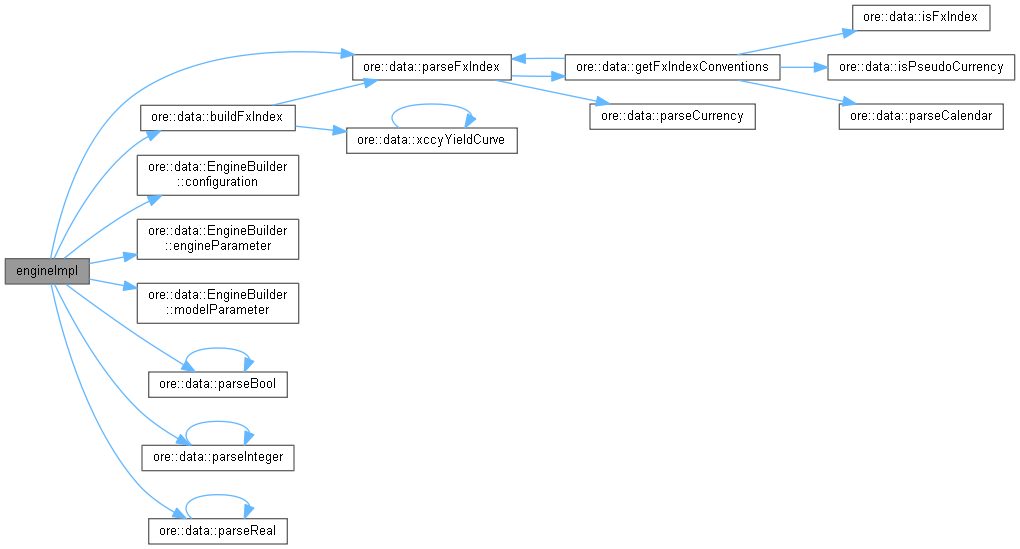 engineImpl
ore::data::parseFxIndex
ore::data::buildFxIndex
ore::data::EngineBuilder
::configuration
ore::data::EngineBuilder
::engineParameter
ore::data::EngineBuilder
::modelParameter
ore::data::parseBool
ore::data::parseInteger
ore::data::parseReal
ore::data::xccyYieldCurve
ore::data::getFxIndexConventions
ore::data::parseCurrency
ore::data::isFxIndex
ore::data::isPseudoCurrency
ore::data::parseCalendar